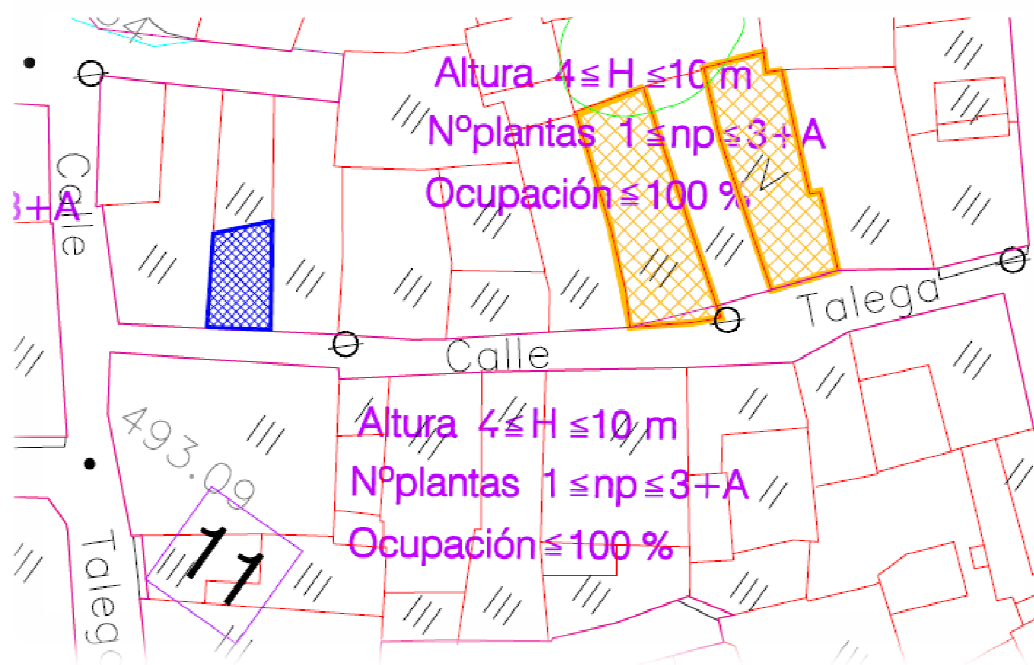 Altura 4≤H≤10 m
Nºplantas 1≤np≤3+A
Ocupación≤100 %
3+A
Calle
Talega
Calle
Altura 4≤H≤10 m
Nºplantas 1≤np≤3+A
Ocupación≤100 %
493.09
11
Talega